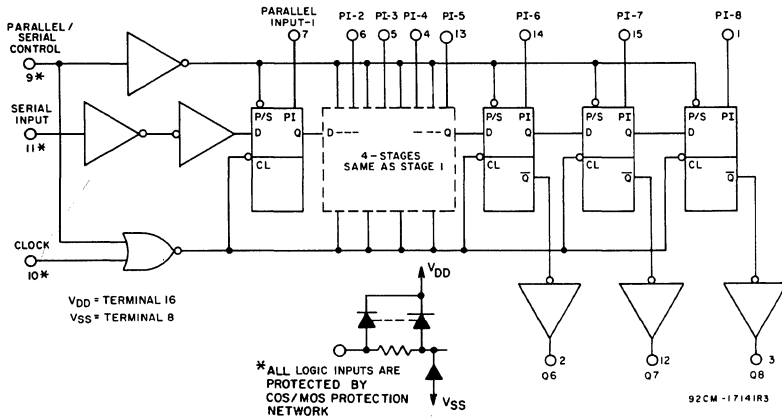 PARALLEL / SERIAL CONTROL
9*
PARALLEL INPUT-1
7
PI-2
6
PI-3
5
PI-4
4
PI-5
13
PI-6
14
PI-7
15
PI-8
1
SERIAL INPUT
11*
P/S PI
D Q
CL
D ---- ---- Q
4-STAGES
SAME AS STAGE 1
P/S PI
D Q
CL
Q̅
P/S PI
D Q
CL
Q̅
P/S PI
D
CL
Q̅
CLOCK
10*
VDD = TERMINAL 16
VSS = TERMINAL 8
VDD
VSS
*ALL LOGIC INPUTS ARE
PROTECTED BY
COS/MOS PROTECTION
NETWORK
2
Q6
12
Q7
3
Q8
92CM-17141R3